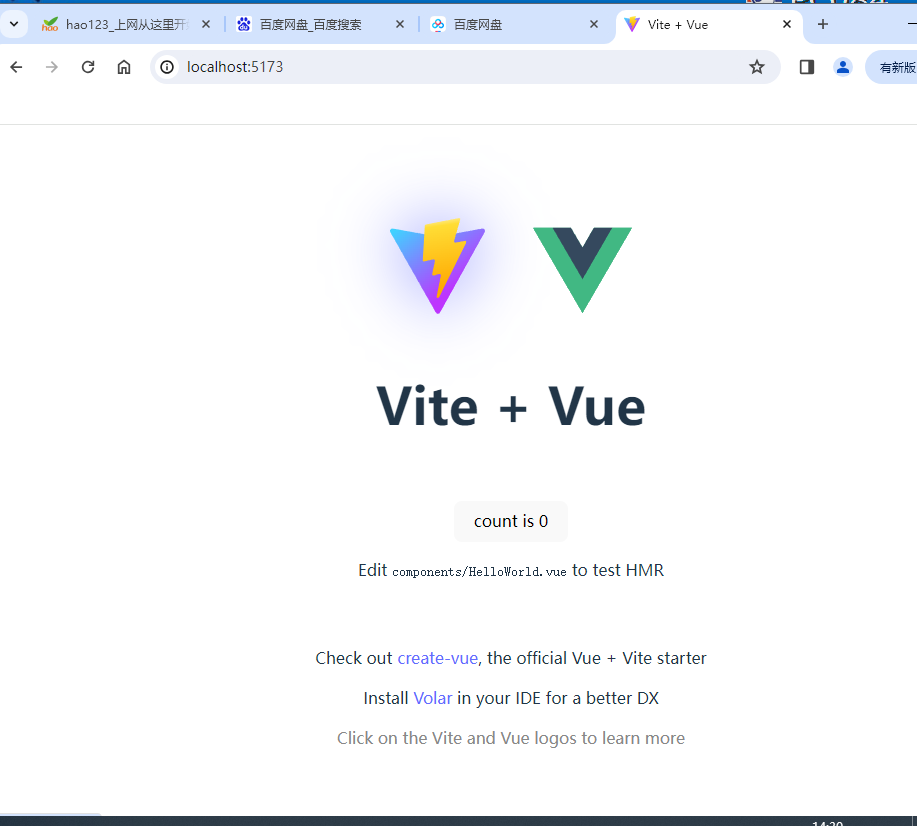 hao123_上网从这里开
百度网盘_百度搜索
百度网盘
Vite + Vue
localhost:5173
有新版
Vite + Vue
count is 0
Edit components/HelloWorld.vue to test HMR
Check out create-vue, the official Vue + Vite starter
Install Volar in your IDE for a better DX
Click on the Vite and Vue logos to learn more